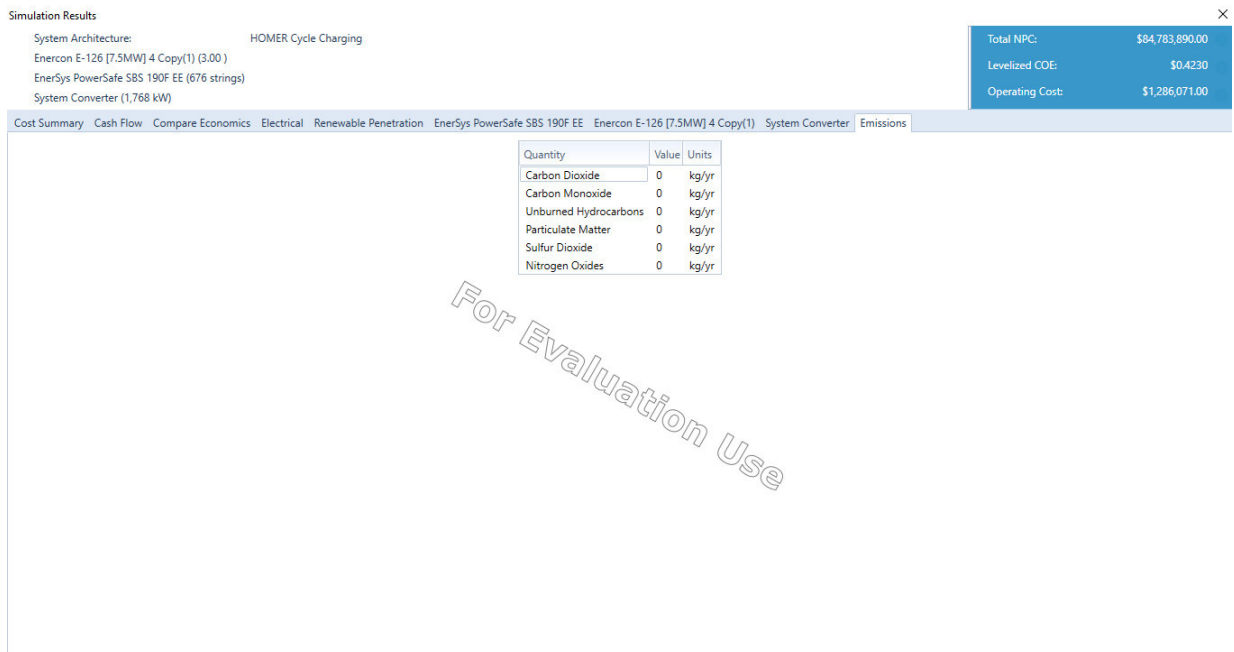 Simulation Results
System Architecture: HOMER Cycle Charging
Enercon E-126 [7.5MW] 4 Copy(1) (3.00 )
EnerSys PowerSafe SBS 190F EE (676 strings)
System Converter (1,768 kW)
Total NPC: $84,783,890.00
Levelized COE: $0.4230
Operating Cost: $1,286,071.00
Cost Summary Cash Flow Compare Economics Electrical Renewable Penetration EnerSys PowerSafe SBS 190F EE Enercon E-126 [7.5MW] 4 Copy(1) System Converter Emissions
Quantity Value Units
Carbon Dioxide 0 kg/yr
Carbon Monoxide 0 kg/yr
Unburned Hydrocarbons 0 kg/yr
Particulate Matter 0 kg/yr
Sulfur Dioxide 0 kg/yr
Nitrogen Oxides 0 kg/yr
For Evaluation Use